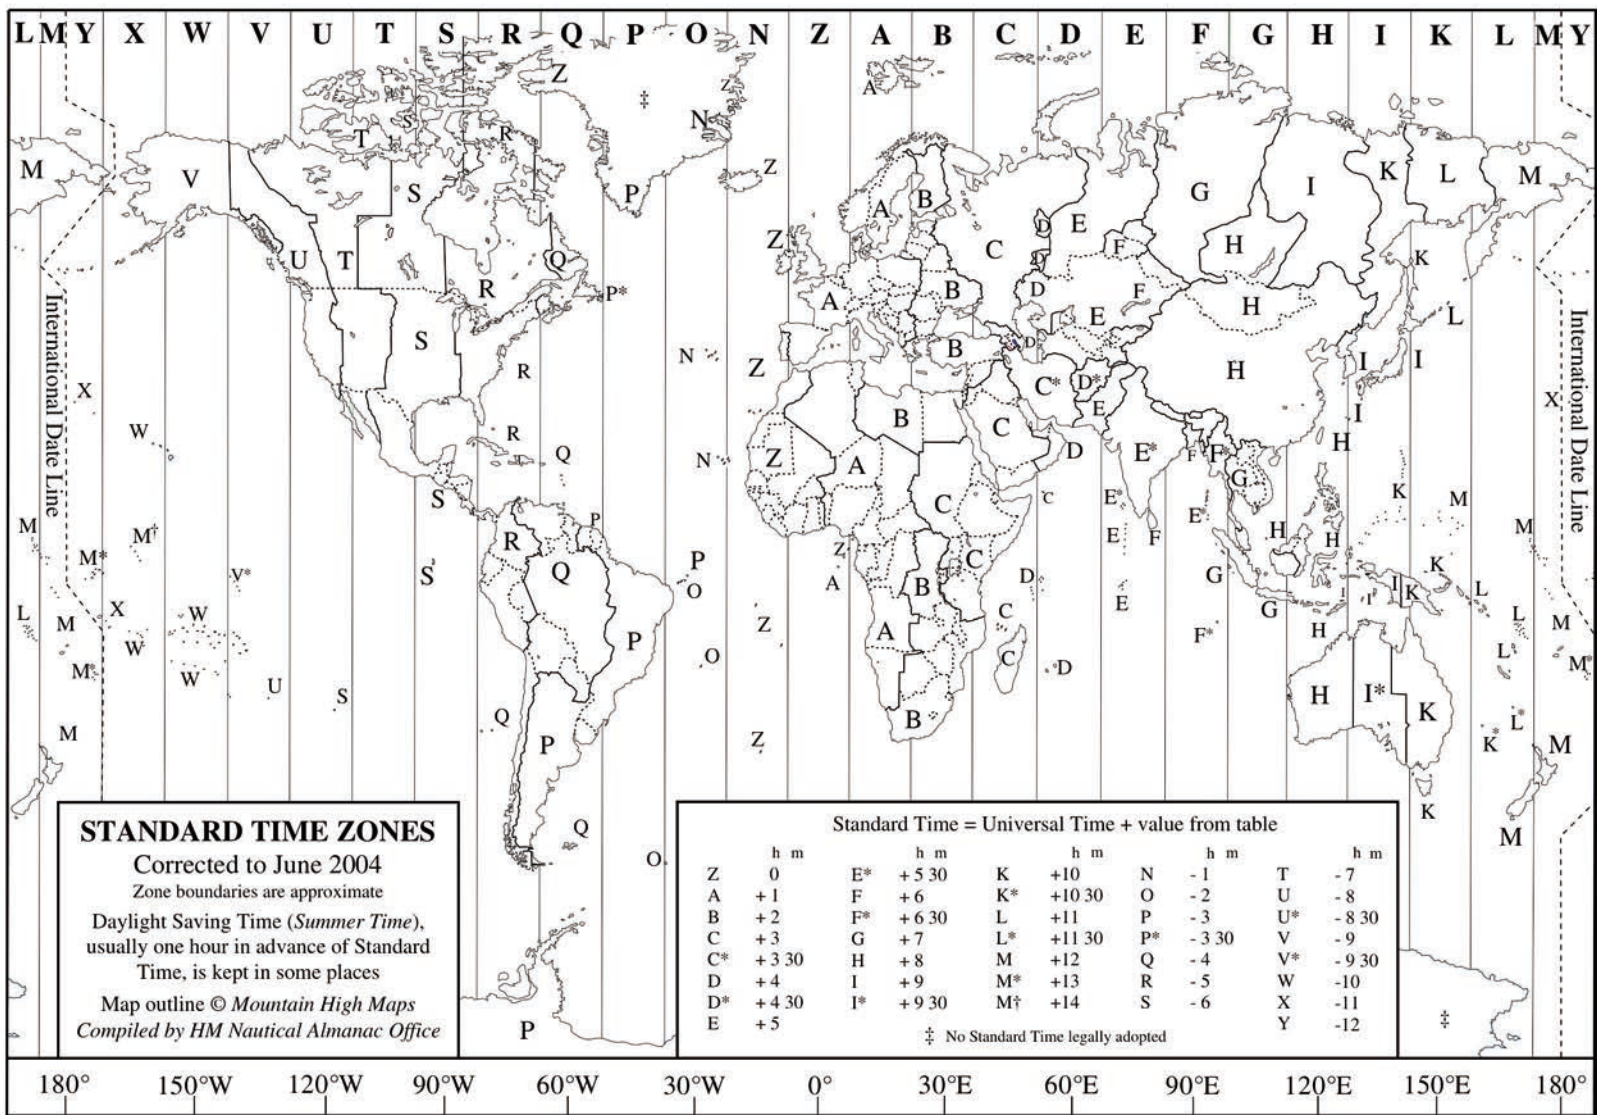 L M Y X W V U T S R Q P O N Z A B C D E F G H I K L M Y
A
Z
‡
Z
N
T
S
R
Z
M
V
S
P
A
B
G
K
L
M
I
U
T
Q
R
P*
Z
C
D
E
F
H
K
D
D
F
A
B
E
H
L
International Date Line
International Date Line
S
N
Z
B
D
H
I
I
X
R
C*
D*
E
X
W
R
Q
N
Z
A
B
C
D
E*
F
F*
G
H
I
H
S
P
C
C
E*
E
K
M
M
M†
M*
R
Q
S
P
O
Z
A
B
C
D
E
E
F
G
H
H
K
M
V*
L
M
X
W
W
P
Z
A
C
E
G
F*
H
I
I
I
K
L
L
M
M*
W
U
S
O
C
D
H
I*
K
L
M*
M
Q
P
Z
B
L*
K*
M
Q
O
K
M
STANDARD TIME ZONES
Corrected to June 2004
Zone boundaries are approximate
Daylight Saving Time (Summer Time),
usually one hour in advance of Standard
Time, is kept in some places
Map outline © Mountain High Maps
Compiled by HM Nautical Almanac Office
P
Standard Time = Universal Time + value from table
h m h m h m h m h m
Z 0 E* + 5 30 K +10 N - 1 T - 7
A + 1 F + 6 K* +10 30 O - 2 U - 8
B + 2 F* + 6 30 L +11 P - 3 U* - 8 30
C + 3 G + 7 L* +11 30 P* - 3 30 V - 9
C* + 3 30 H + 8 M +12 Q - 4 V* - 9 30
D + 4 I + 9 M* +13 R - 5 W -10
D* + 4 30 I* + 9 30 M† +14 S - 6 X -11
E + 5 Y -12
‡ No Standard Time legally adopted
‡
180° 150°W 120°W 90°W 60°W 30°W 0° 30°E 60°E 90°E 120°E 150°E 180°